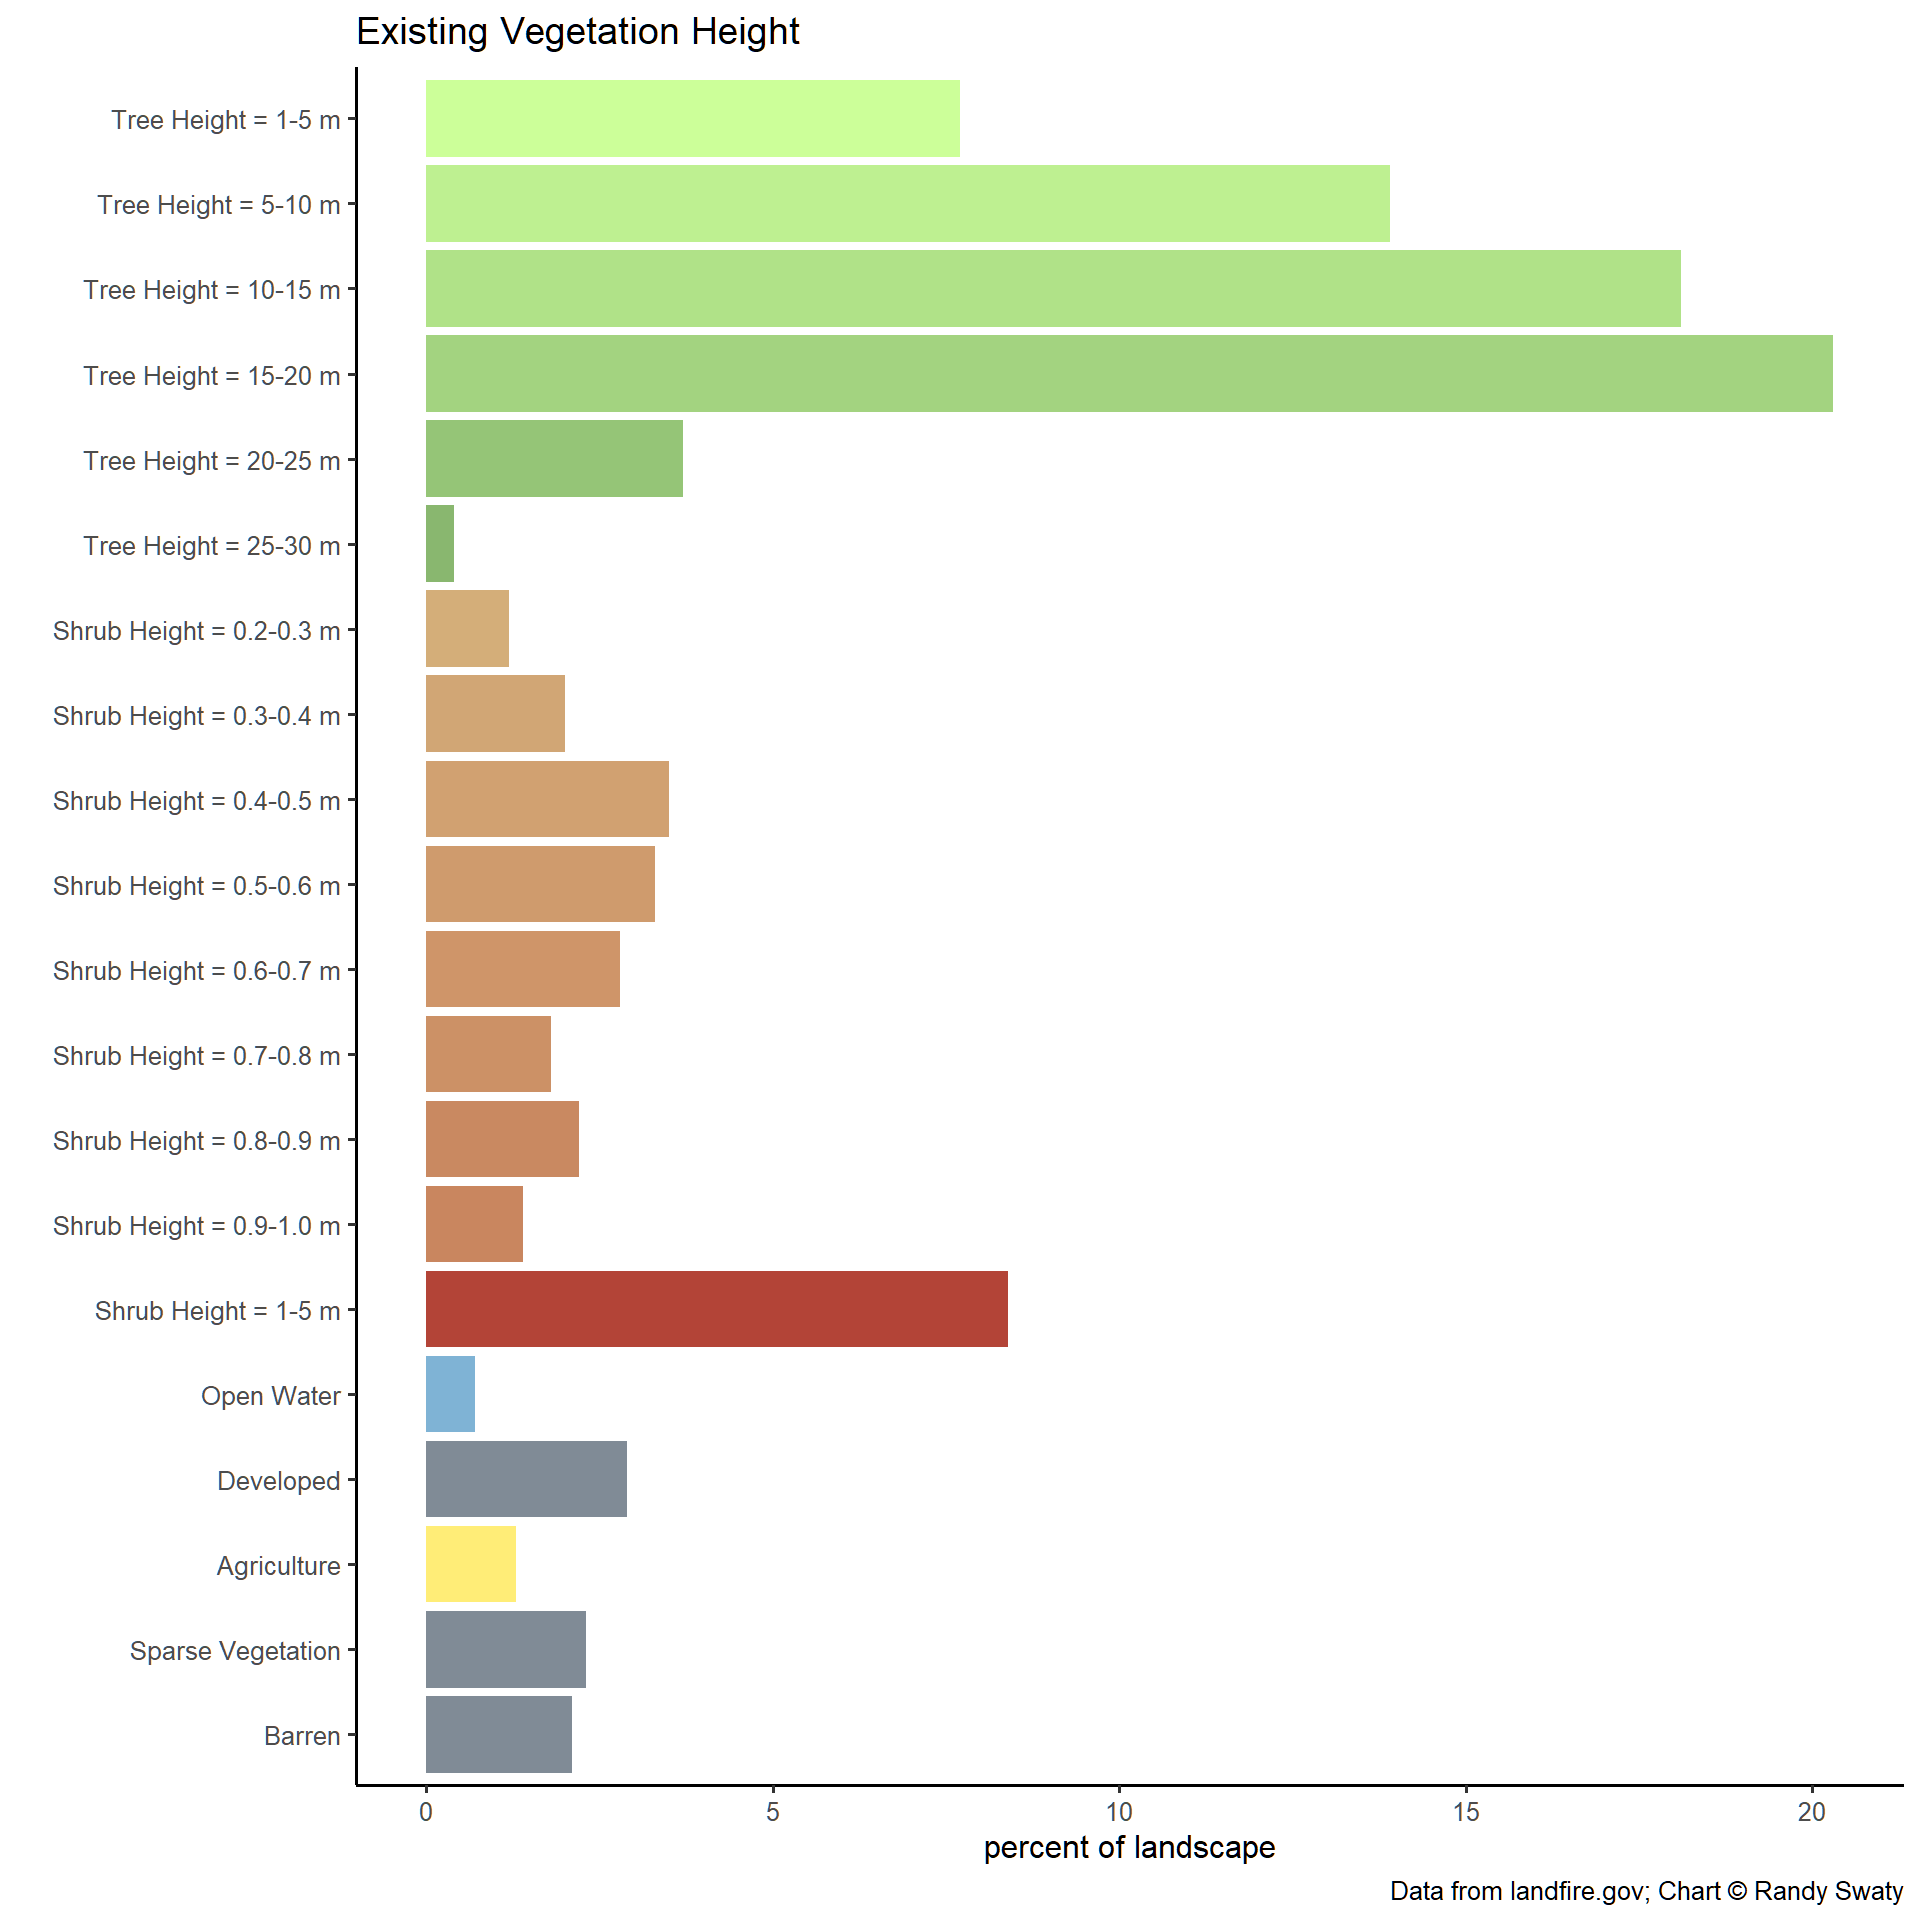 Existing Vegetation Height
Tree Height = 1-5 m
Tree Height = 5-10 m
Tree Height = 10-15 m
Tree Height = 15-20 m
Tree Height = 20-25 m
Tree Height = 25-30 m
Shrub Height = 0.2-0.3 m
Shrub Height = 0.3-0.4 m
Shrub Height = 0.4-0.5 m
Shrub Height = 0.5-0.6 m
Shrub Height = 0.6-0.7 m
Shrub Height = 0.7-0.8 m
Shrub Height = 0.8-0.9 m
Shrub Height = 0.9-1.0 m
Shrub Height = 1-5 m
Open Water
Developed
Agriculture
Sparse Vegetation
Barren
0 5 10 15 20
percent of landscape
Data from landfire.gov; Chart © Randy Swaty